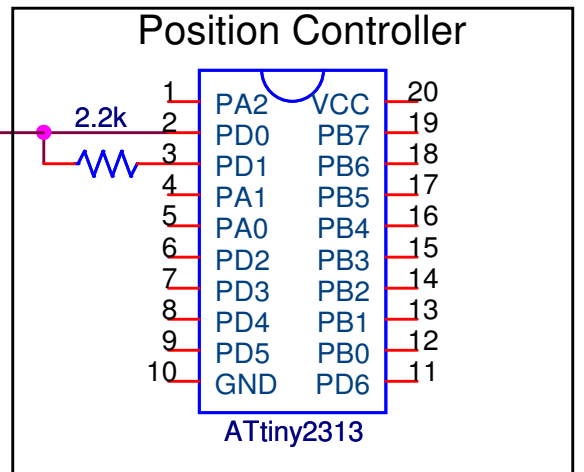 Position Controller
2.2k
1 PA2 VCC 20
2 PD0 PB7 19
3 PD1 PB6 18
4 PA1 PB5 17
5 PA0 PB4 16
6 PD2 PB3 15
7 PD3 PB2 14
8 PD4 PB1 13
9 PD5 PB0 12
10 GND PD6 11
ATtiny2313